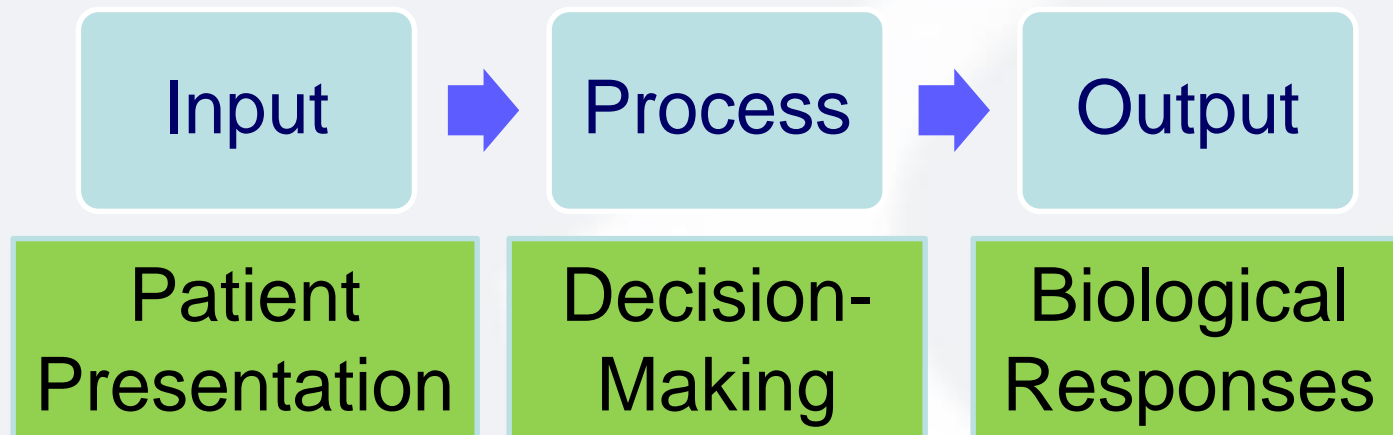 Input
Process
Output
Patient
Presentation
Decision-
Making
Biological
Responses